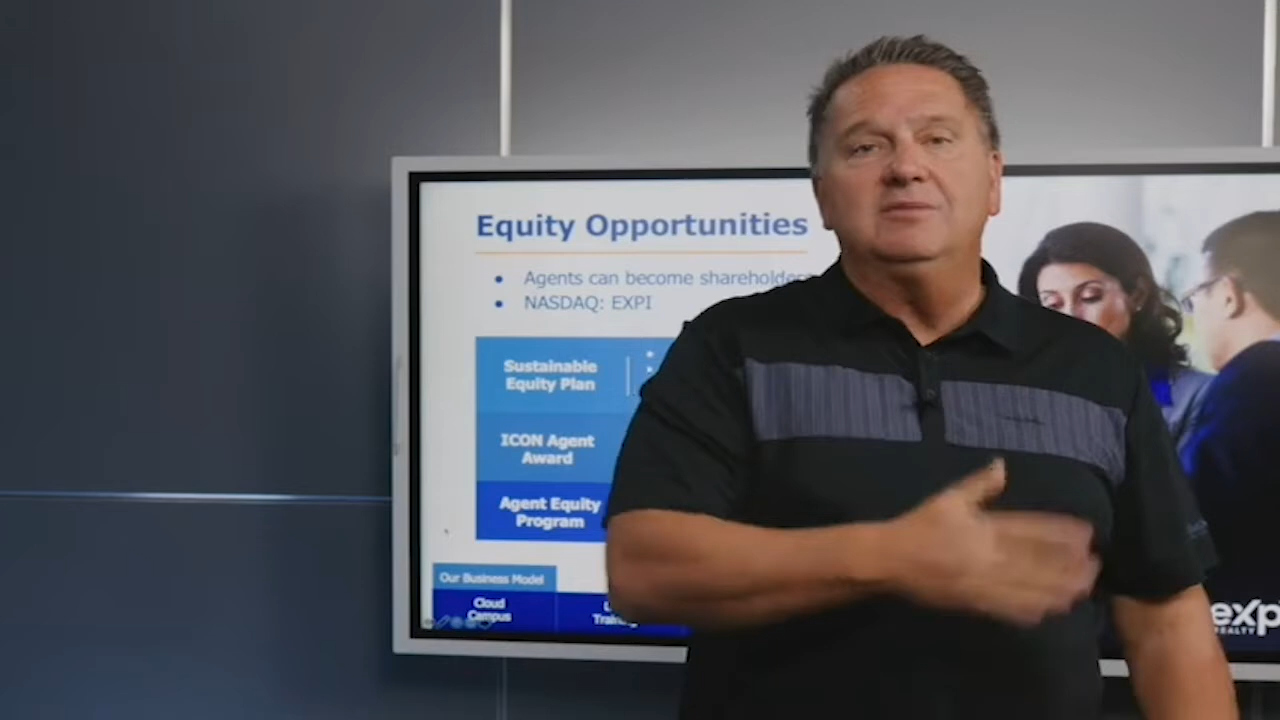 Equity Opportunities
Agents can become shareholders
NASDAQ: EXPI
Sustainable
Equity Plan
ICON Agent
Award
Agent Equity
Program
Our Business Model
Cloud
Campus
exp
REALTY